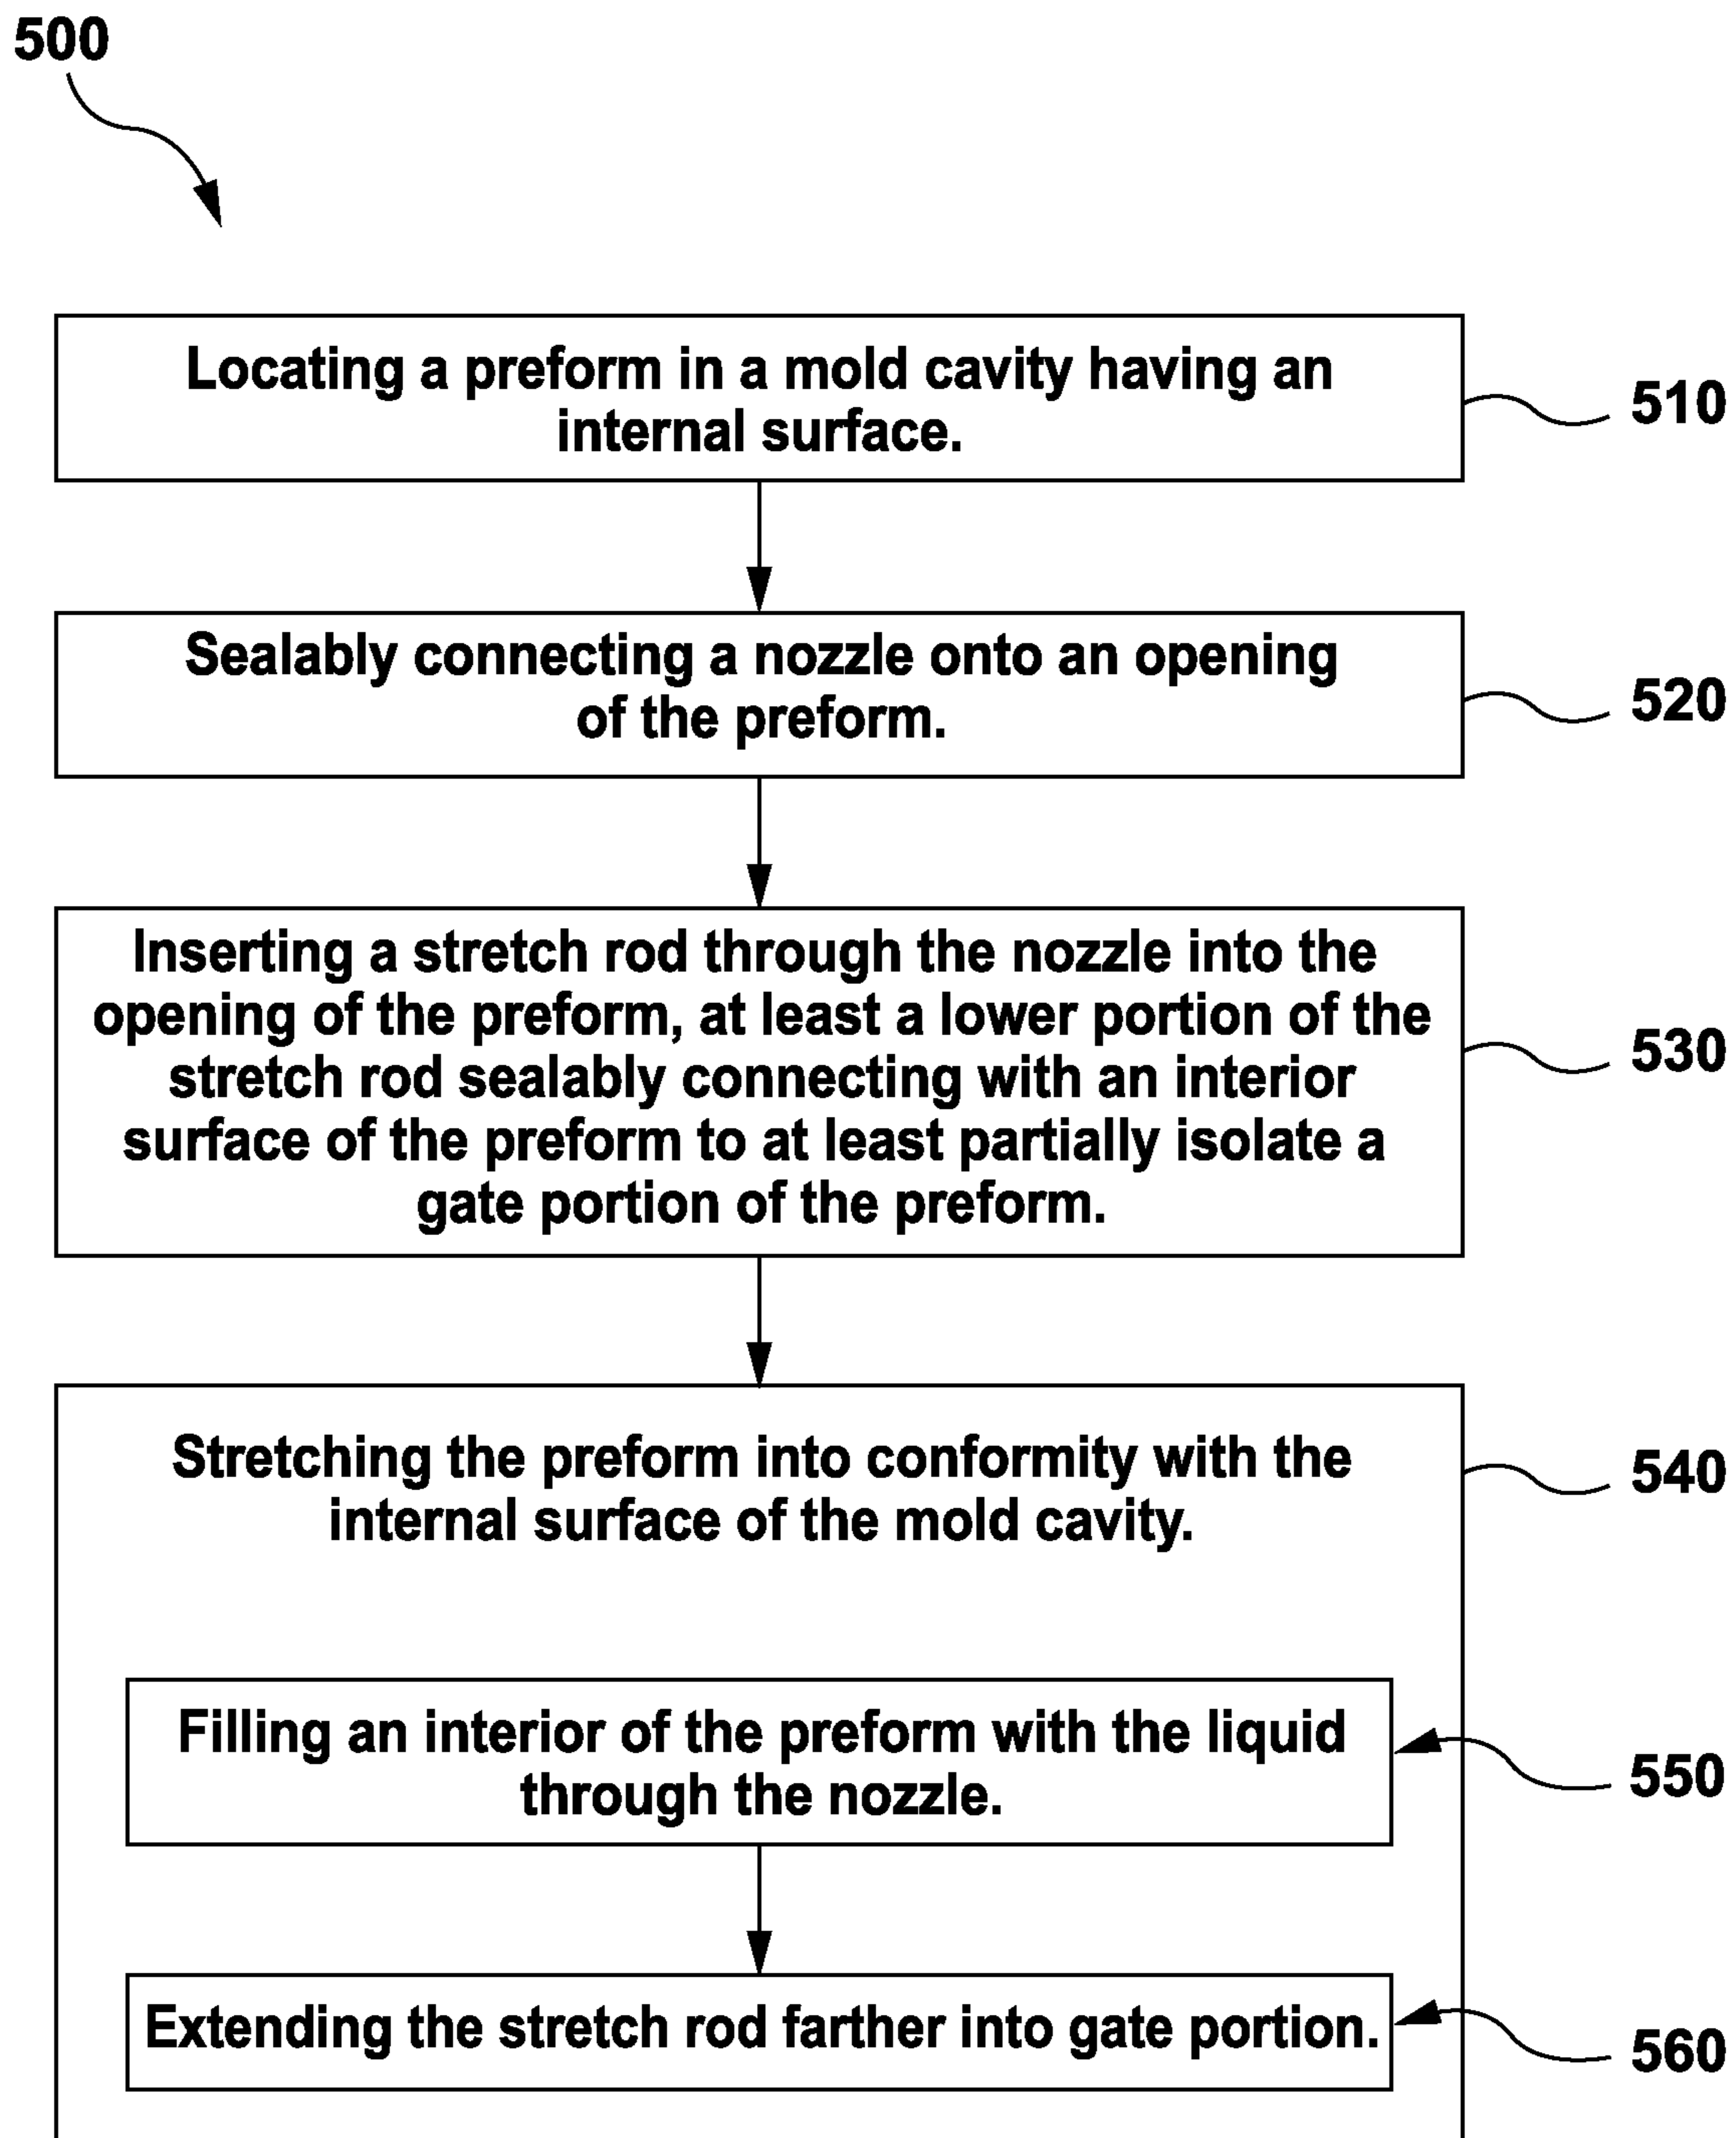 500
Locating a preform in a mold cavity having an
internal surface.
510
Sealably connecting a nozzle onto an opening
of the preform.
520
Inserting a stretch rod through the nozzle into the
opening of the preform, at least a lower portion of the
stretch rod sealably connecting with an interior
surface of the preform to at least partially isolate a
gate portion of the preform.
530
Stretching the preform into conformity with the
internal surface of the mold cavity.
540
Filling an interior of the preform with the liquid
through the nozzle.
550
Extending the stretch rod farther into gate portion.
560